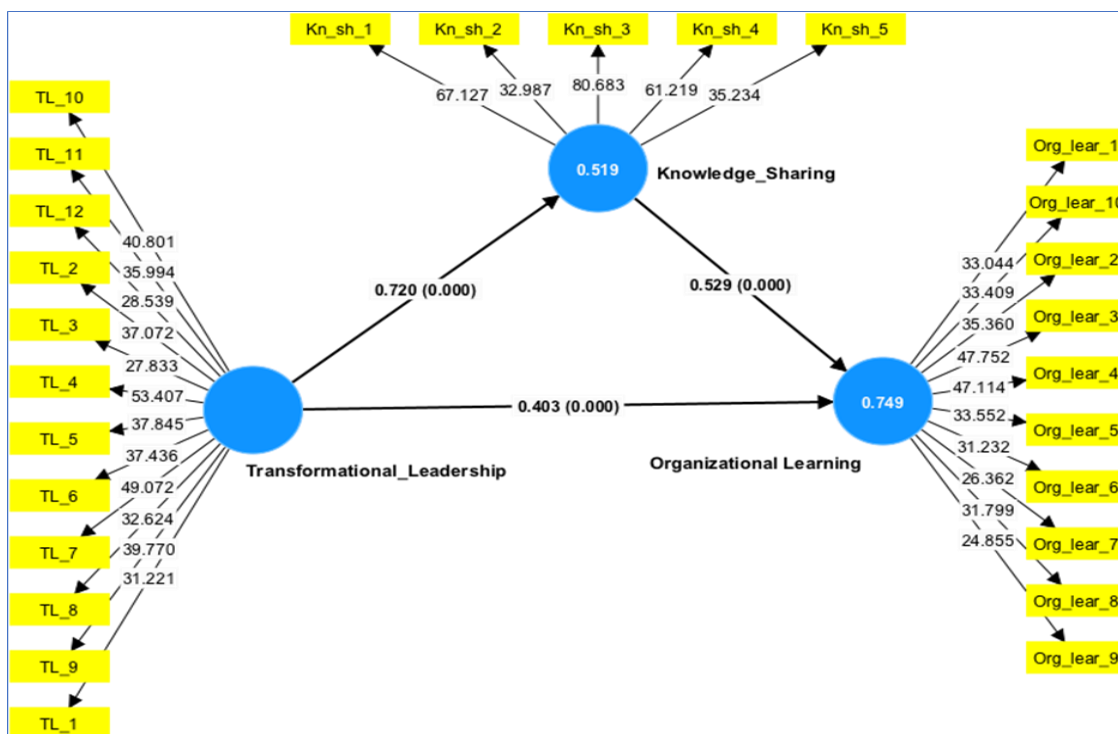 Kn_sh_1
Kn_sh_2
Kn_sh_3
Kn_sh_4
Kn_sh_5
67.127
32.987
80.683
61.219
35.234
0.519
Knowledge_Sharing
TL_10
TL_11
TL_12
TL_2
TL_3
TL_4
TL_5
TL_6
TL_7
TL_8
TL_9
TL_1
40.801
35.994
28.539
37.072
27.833
53.407
37.845
37.436
49.072
32.624
39.770
31.221
Transformational_Leadership
0.720 (0.000)
0.529 (0.000)
0.403 (0.000)
0.749
Organizational Learning
33.044
33.409
35.360
47.752
47.114
33.552
31.232
26.362
31.799
24.855
Org_lear_1
Org_lear_10
Org_lear_2
Org_lear_3
Org_lear_4
Org_lear_5
Org_lear_6
Org_lear_7
Org_lear_8
Org_lear_9